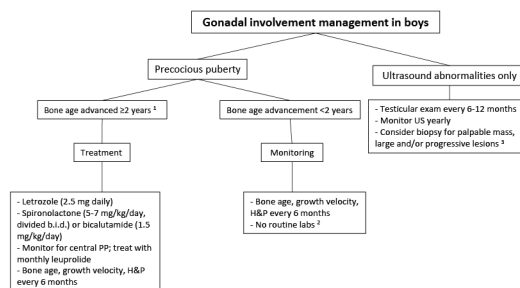 Gonadal involvement management in boys
Precocious puberty
Ultrasound abnormalities only
Bone age advanced ≥2 years ¹
Bone age advancement <2 years
- Testicular exam every 6-12 months
- Monitor US yearly
- Consider biopsy for palpable mass,
large and/or progressive lesions ³
Treatment
Monitoring
- Letrozole (2.5 mg daily)
- Spironolactone (5-7 mg/kg/day,
divided b.i.d.) or bicalutamide (1.5
mg/kg/day)
- Monitor for central PP; treat with
monthly leuprolide
- Bone age, growth velocity, H&P
every 6 months
- Bone age, growth velocity,
H&P every 6 months
- No routine labs ²